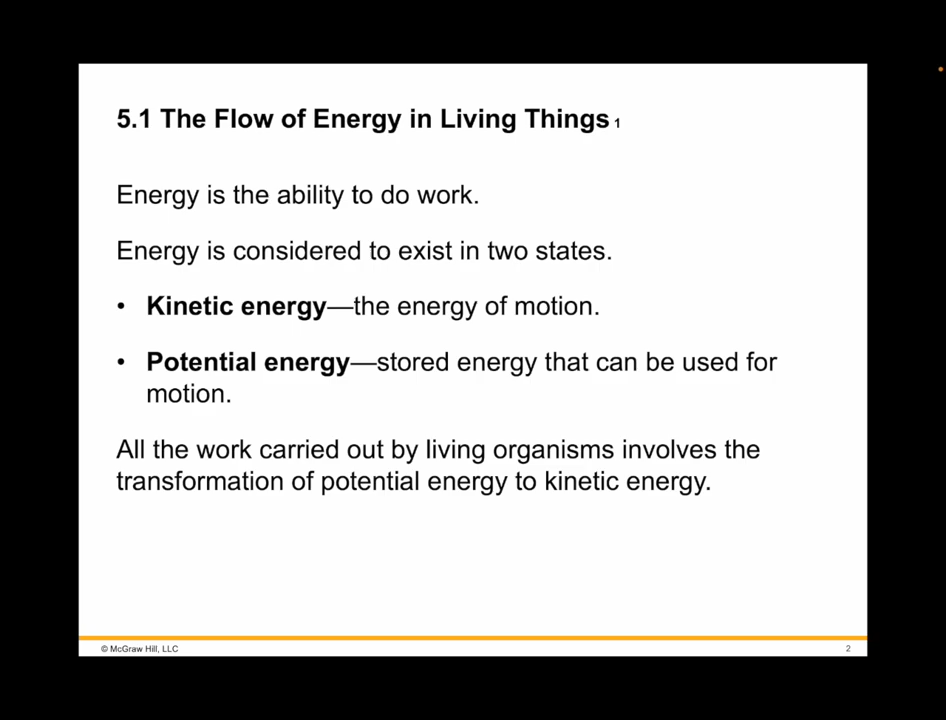 5.1 The Flow of Energy in Living Things 1
Energy is the ability to do work.
Energy is considered to exist in two states.
• Kinetic energy—the energy of motion.
• Potential energy—stored energy that can be used for
motion.
All the work carried out by living organisms involves the
transformation of potential energy to kinetic energy.
© McGraw Hill, LLC
2